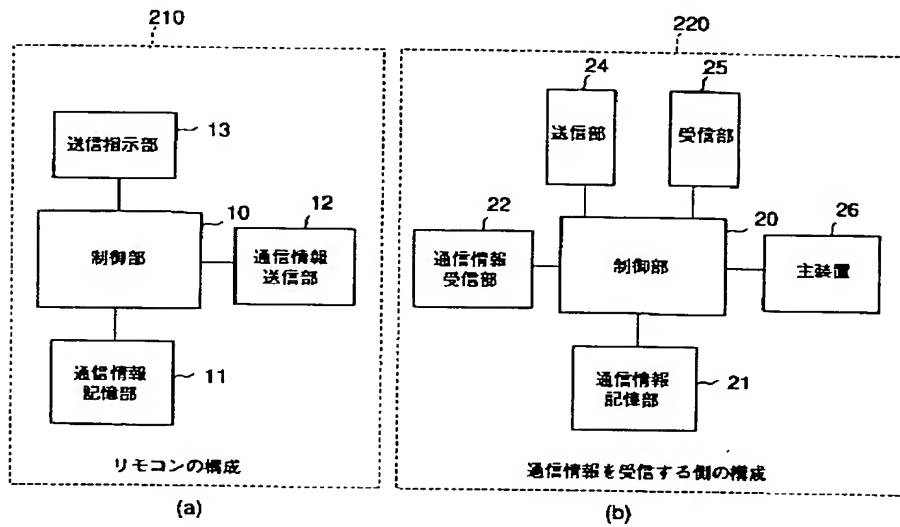 210
送信指示部
13
10
制御部
12
通信情報
送信部
通信情報
記憶部
11
リモコンの構成
(a)
220
24
送信部
25
受信部
22
通信情報
受信部
20
制御部
26
主装置
通信情報
記憶部
21
通信情報を受信する側の構成
(b)